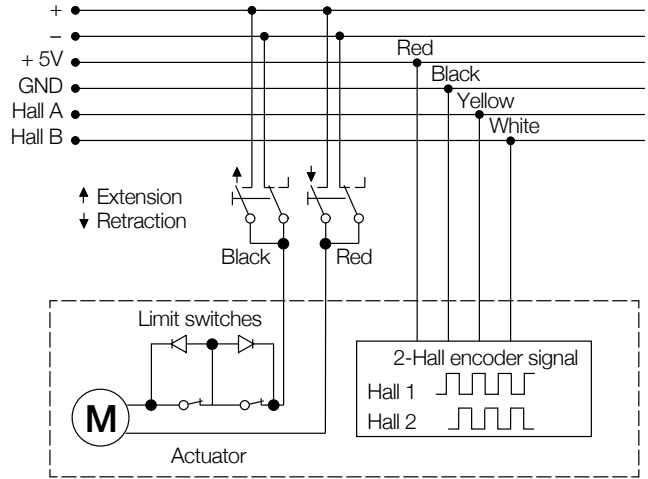 +
–
+ 5V
GND
Hall A
Hall B
Red
Black
Yellow
White
Extension
Retraction
Black
Red
Limit switches
M
Actuator
2-Hall encoder signal
Hall 1
Hall 2